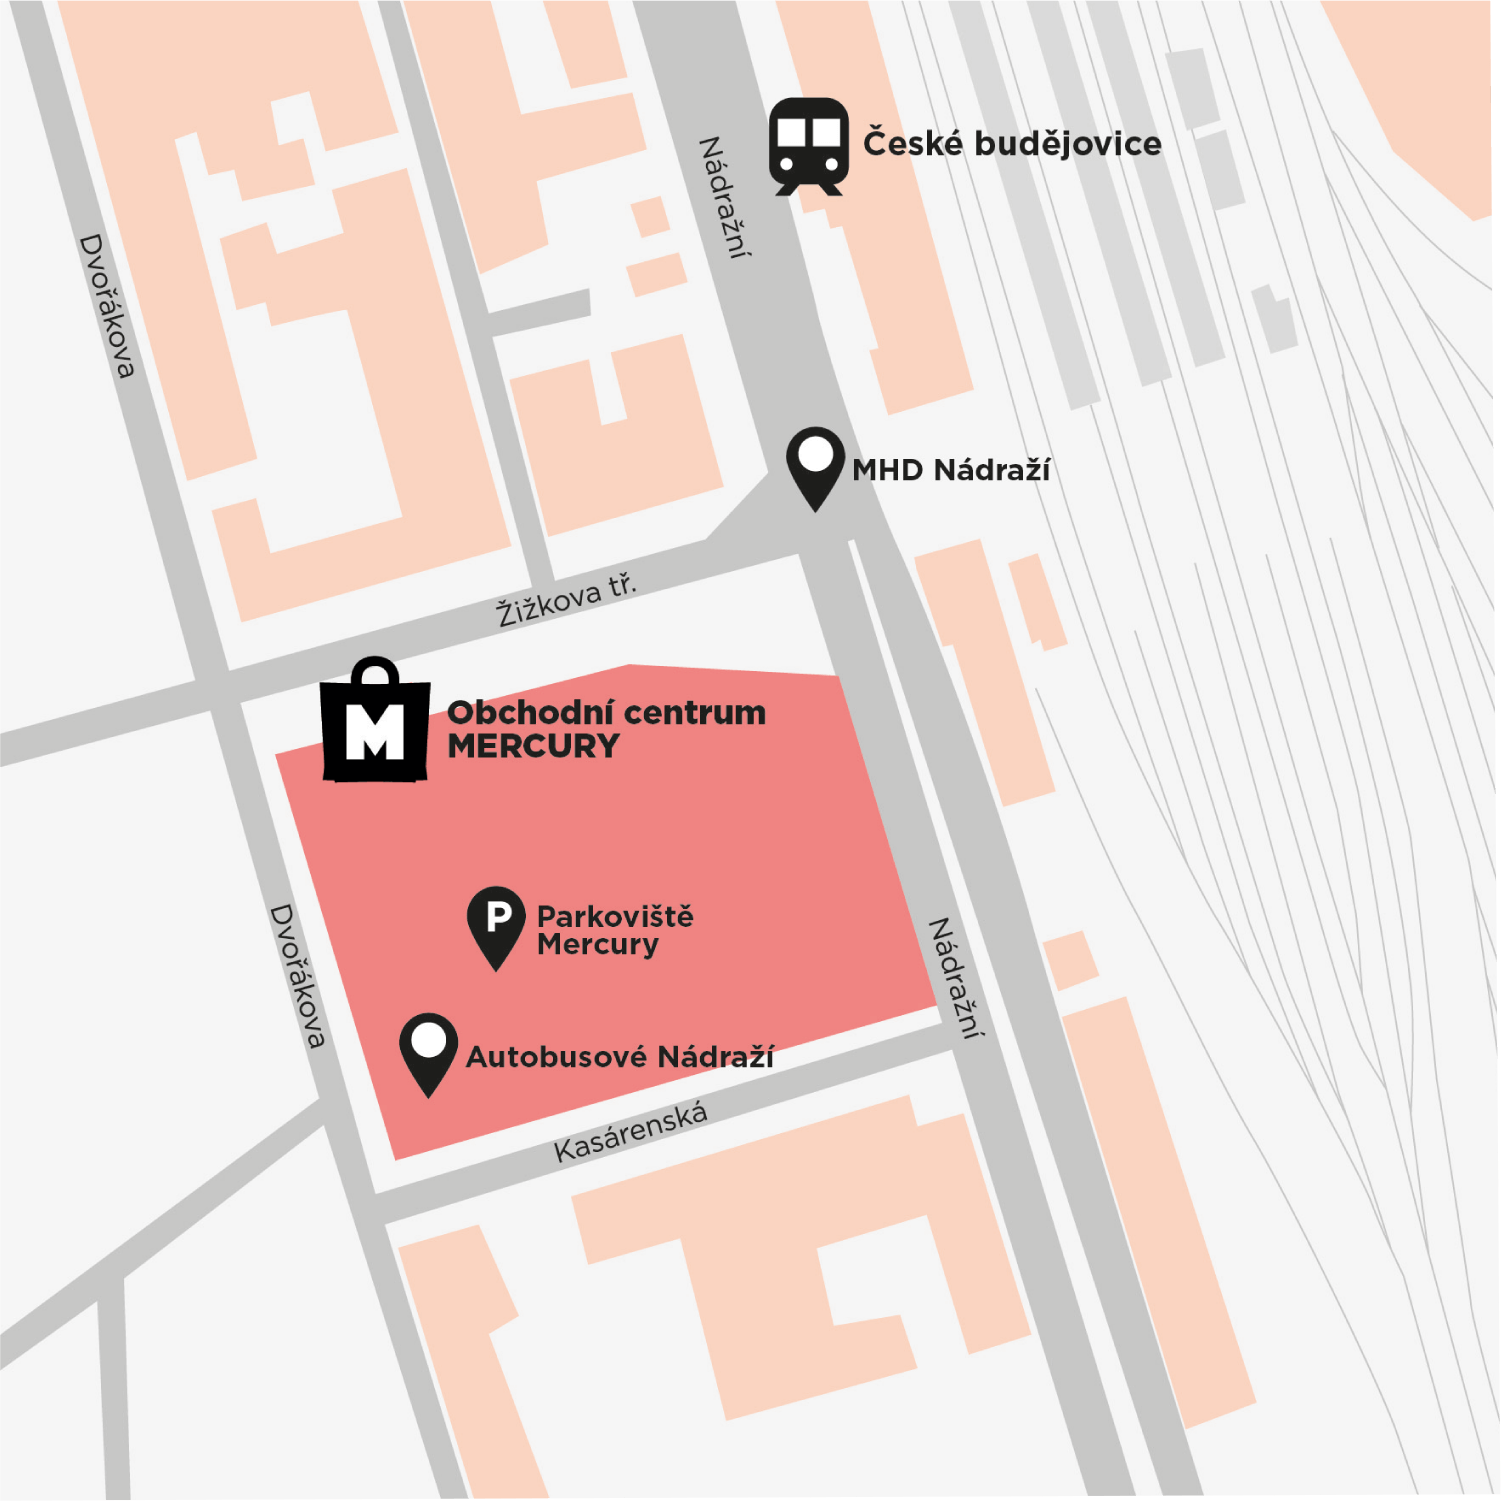 České budějovice
Nádražní
Dvořákova
MHD Nádraží
Žižkova tř.
M
Obchodní centrum
MERCURY
P
Parkoviště
Mercury
Dvořákova
Nádražní
Autobusové Nádraží
Kasárenská